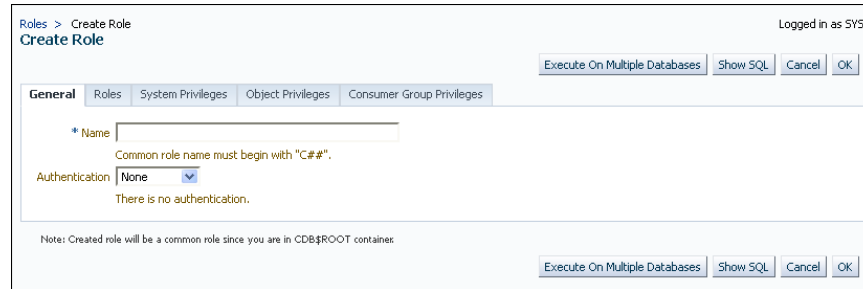 Roles > Create Role
Logged in as SYS
Create Role
Execute On Multiple Databases Show SQL Cancel OK
General Roles System Privileges Object Privileges Consumer Group Privileges
* Name
Common role name must begin with "C##".
Authentication None
There is no authentication.
Note: Created role will be a common role since you are in CDB$ROOT container.
Execute On Multiple Databases Show SQL Cancel OK